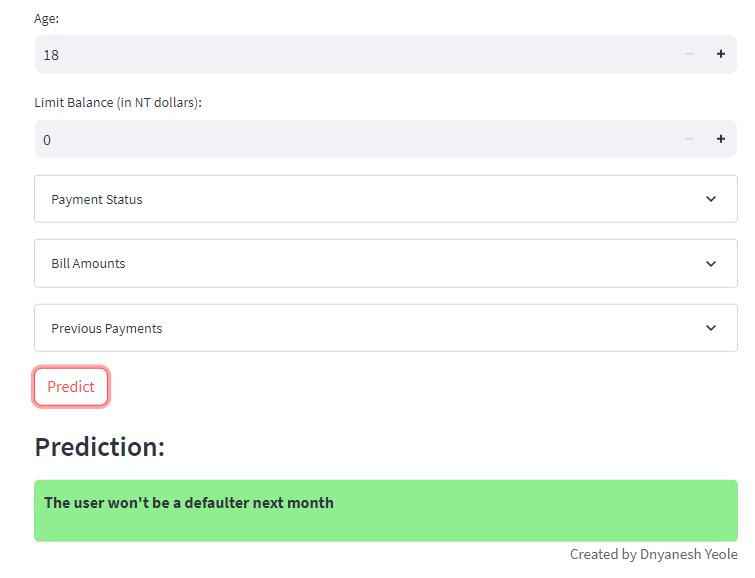 Age:
18
Limit Balance (in NT dollars):
0
Payment Status
Bill Amounts
Previous Payments
Predict
Prediction:
The user won't be a defaulter next month
Created by Dnyanesh Yeole